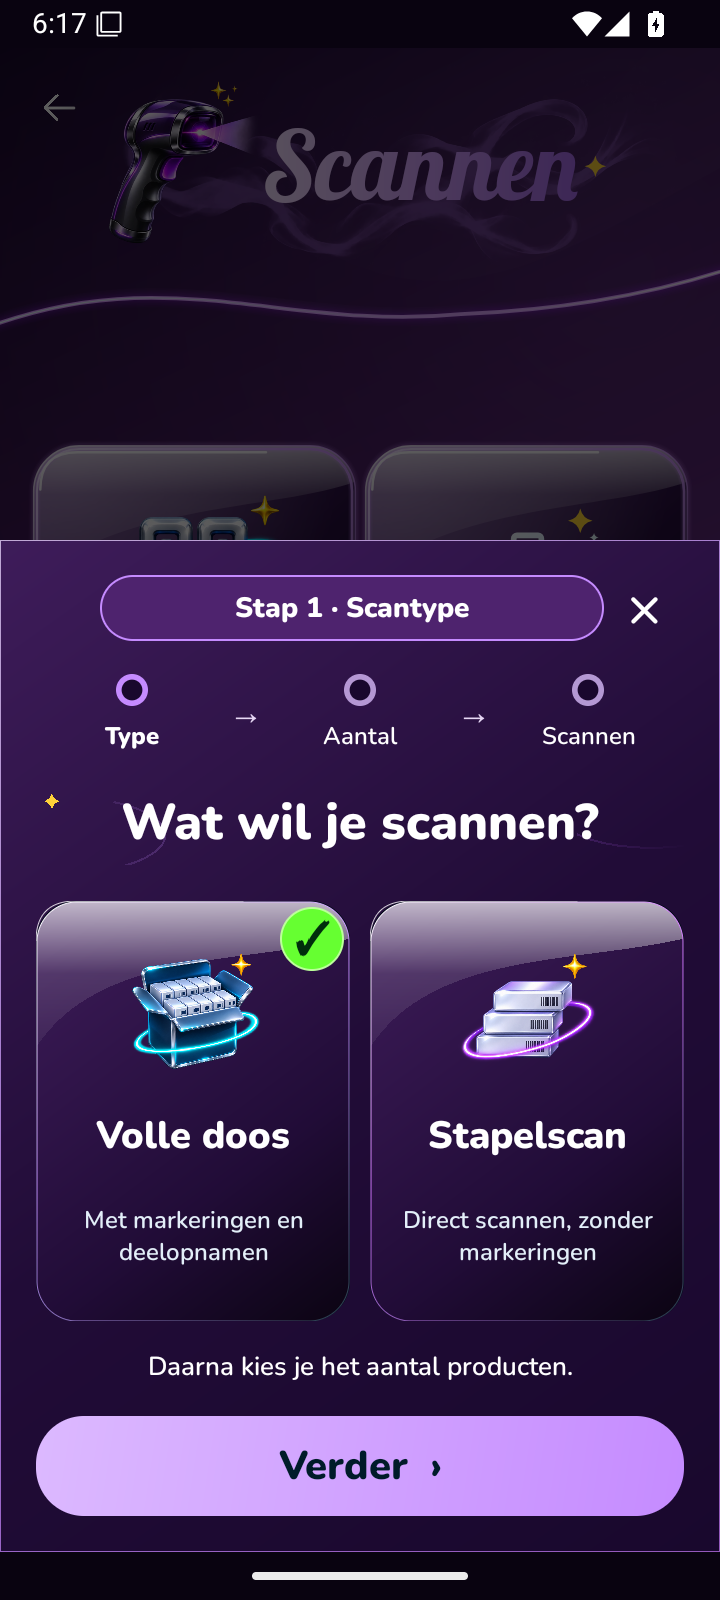 6:17
Scannen
Stap 1 · Scantype
Type → Aantal → Scannen
Wat wil je scannen?
Volle doos
Met markeringen en
deelopnamen
Stapelscan
Direct scannen, zonder
markeringen
Daarna kies je het aantal producten.
Verder ›